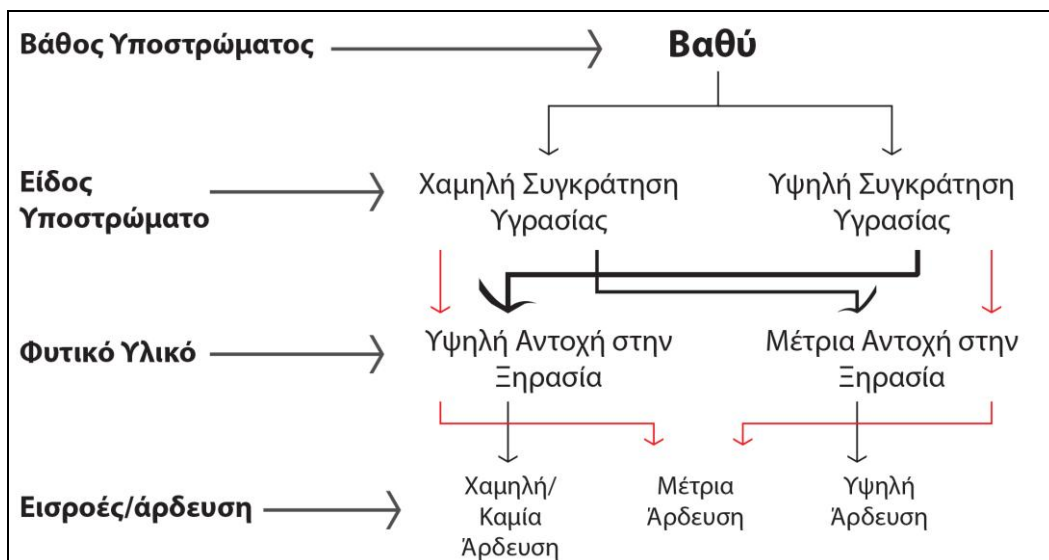 Βάθος Υποστρώματος
Βαθύ
Είδος
Υποστρώματο
Χαμηλή Συγκράτηση
Υγρασίας
Υψηλή Συγκράτηση
Υγρασίας
Φυτικό Υλικό
Υψηλή Αντοχή στην
Ξηρασία
Μέτρια Αντοχή στην
Ξηρασία
Εισροές/άρδευση
Χαμηλή/
Καμία
Άρδευση
Μέτρια
Άρδευση
Υψηλή
Άρδευση